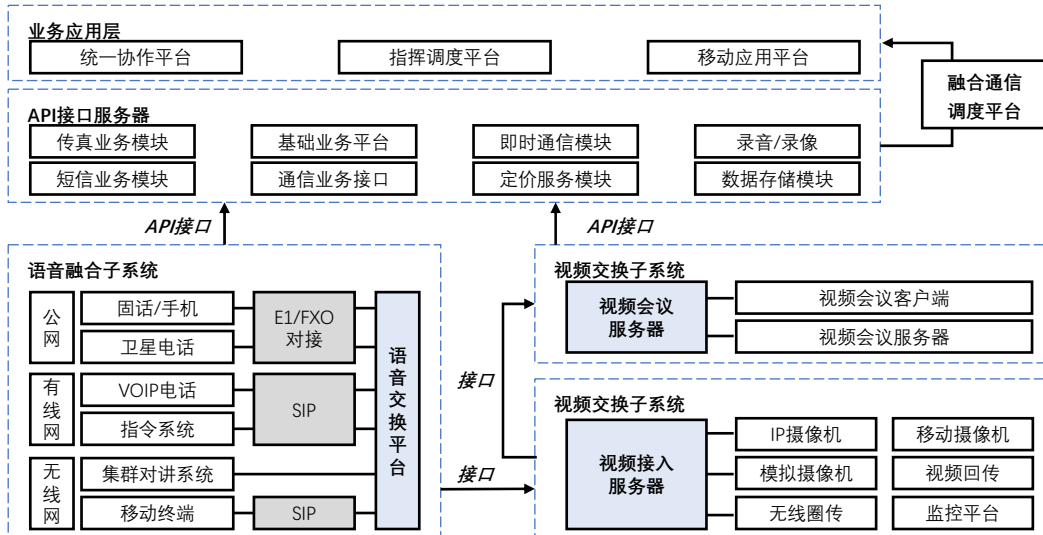 业务应用层
统一协作平台
指挥调度平台
移动应用平台
融合通信
调度平台
API接口服务器
传真业务模块
基础业务平台
即时通信模块
录音/录像
短信业务模块
通信业务接口
定价服务模块
数据存储模块
API接口
API接口
语音融合子系统
公
网
固话/手机
卫星电话
E1/FXO
对接
有
线
网
VOIP电话
指令系统
SIP
无
线
网
集群对讲系统
移动终端
SIP
语
音
交
换
平
台
接口
接口
视频交换子系统
视频会议
服务器
视频会议客户端
视频会议服务器
视频交换子系统
视频接入
服务器
IP摄像机
移动摄像机
模拟摄像机
视频回传
无线圈传
监控平台